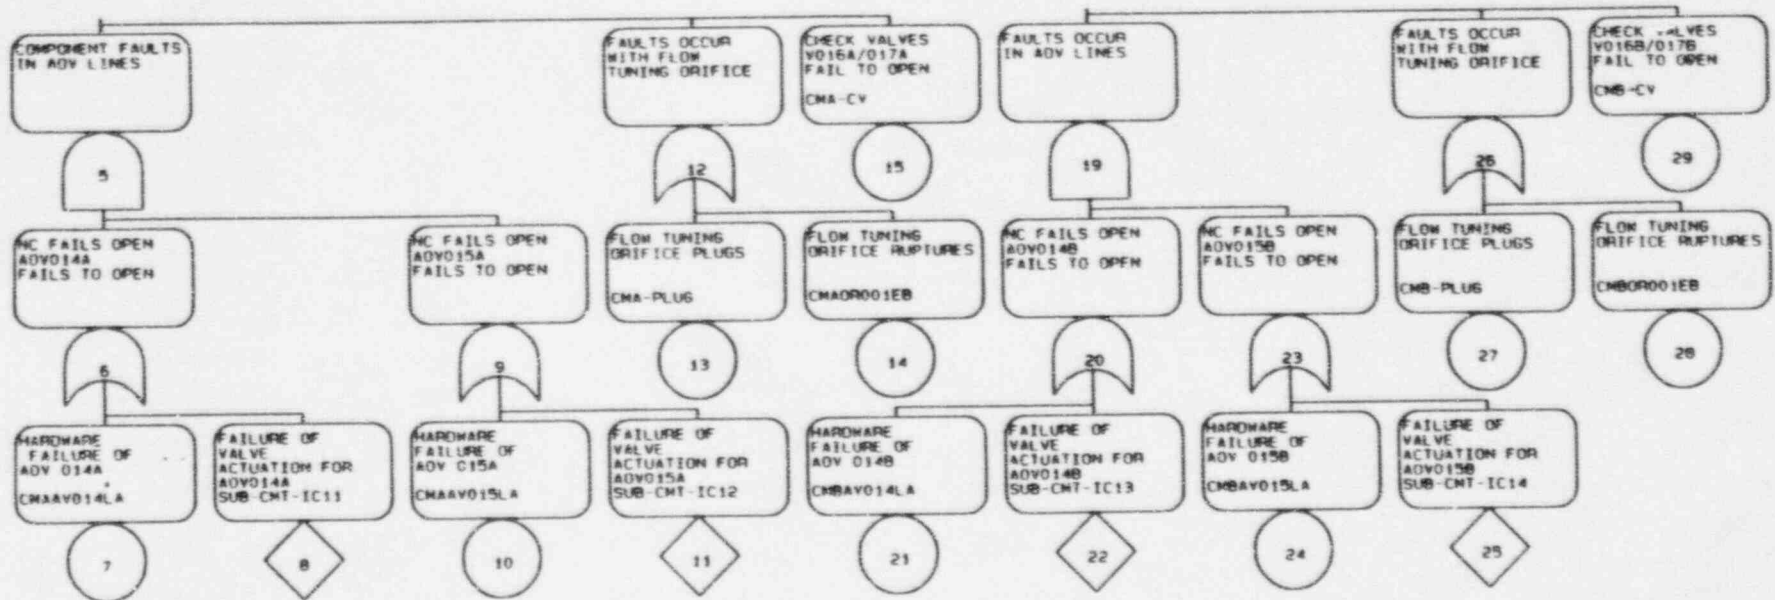 COMPONENT FAULTS
IN AOV LINES
5
FAULTS OCCUR
WITH FLOW
TUNING ORIFICE
12
CHECK VALVES
V016A/017A
FAIL TO OPEN
CMA-CV
15
FAULTS OCCUR
IN AOV LINES
19
FAULTS OCCUR
WITH FLOW
TUNING ORIFICE
26
CHECK VALVES
V016B/017B
FAIL TO OPEN
CMB-CV
29
NC FAILS OPEN
AOV014A
FAILS TO OPEN
6
NC FAILS OPEN
AOV015A
FAILS TO OPEN
9
FLOW TUNING
ORIFICE PLUGS
CMA-PLUG
13
FLOW TUNING
ORIFICE RUPTURES
CMAOR001EB
14
NC FAILS OPEN
AOV014B
FAILS TO OPEN
20
NC FAILS OPEN
AOV015B
FAILS TO OPEN
23
FLOW TUNING
ORIFICE PLUGS
CMB-PLUG
27
FLOW TUNING
ORIFICE RUPTURES
CMBOR001EB
28
HARDWARE
FAILURE OF
AOV 014A
CMAAV014LA
7
FAILURE OF
VALVE
ACTUATION FOR
AOV014A
SUB-CMT-IC11
8
HARDWARE
FAILURE OF
AOV 015A
CMAAV015LA
10
FAILURE OF
VALVE
ACTUATION FOR
AOV015A
SUB-CMT-IC12
11
HARDWARE
FAILURE OF
AOV 014B
CMBAV014LA
21
FAILURE OF
VALVE
ACTUATION FOR
AOV014B
SUB-CMT-IC13
22
HARDWARE
FAILURE OF
AOV 015B
CMBAV015LA
24
FAILURE OF
VALVE
ACTUATION FOR
AOV015B
SUB-CMT-IC14
25